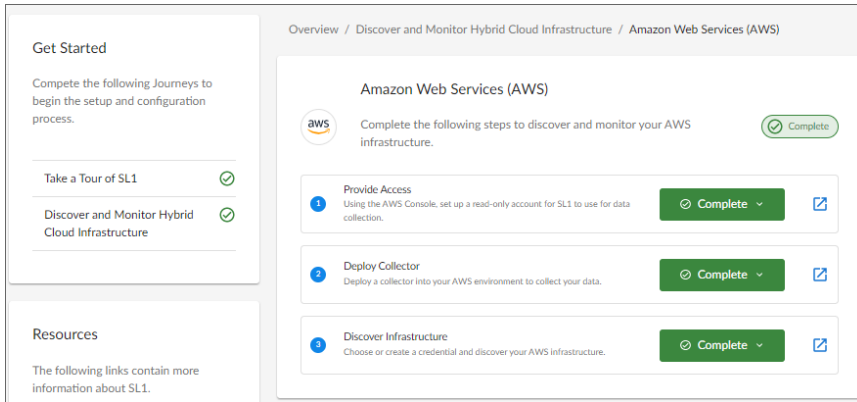 Get Started
Compete the following Journeys to
begin the setup and configuration
process.
Take a Tour of SL1
Discover and Monitor Hybrid
Cloud Infrastructure
Resources
The following links contain more
information about SL1.
Overview / Discover and Monitor Hybrid Cloud Infrastructure / Amazon Web Services (AWS)
Amazon Web Services (AWS)
aws
Complete the following steps to discover and monitor your AWS
infrastructure.
Complete
1
Provide Access
Using the AWS Console, set up a read-only account for SL1 to use for data
collection.
Complete
2
Deploy Collector
Deploy a collector into your AWS environment to collect your data.
Complete
3
Discover Infrastructure
Choose or create a credential and discover your AWS infrastructure.
Complete